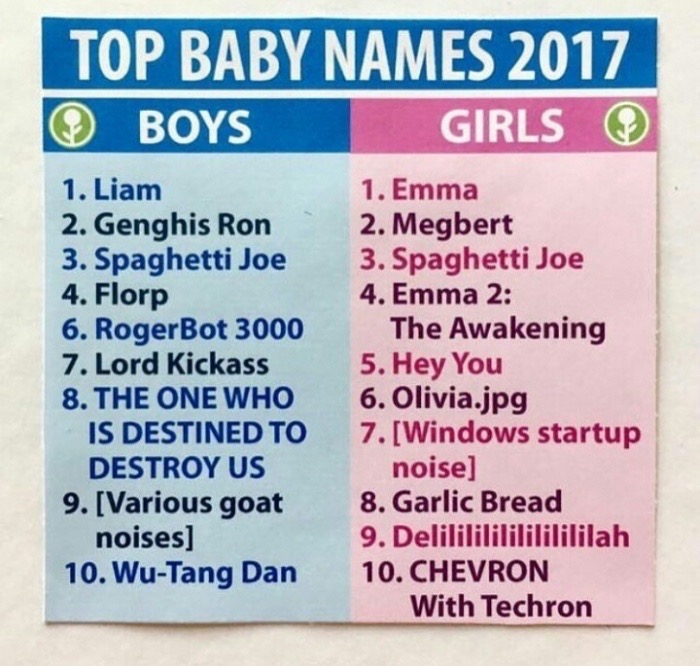 TOP BABY NAMES 2017
BOYS
1. Liam
2. Genghis Ron
3. Spaghetti Joe
4. Florp
6. RogerBot 3000
7. Lord Kickass
8. THE ONE WHO
IS DESTINED TO
DESTROY US
9. [Various goat
noises]
10. Wu-Tang Dan
GIRLS
1. Emma
2. Megbert
3. Spaghetti Joe
4. Emma 2:
The Awakening
5. Hey You
6. Olivia.jpg
7. [Windows startup
noise]
8. Garlic Bread
9. Delilililililililililah
10. CHEVRON
With Techron